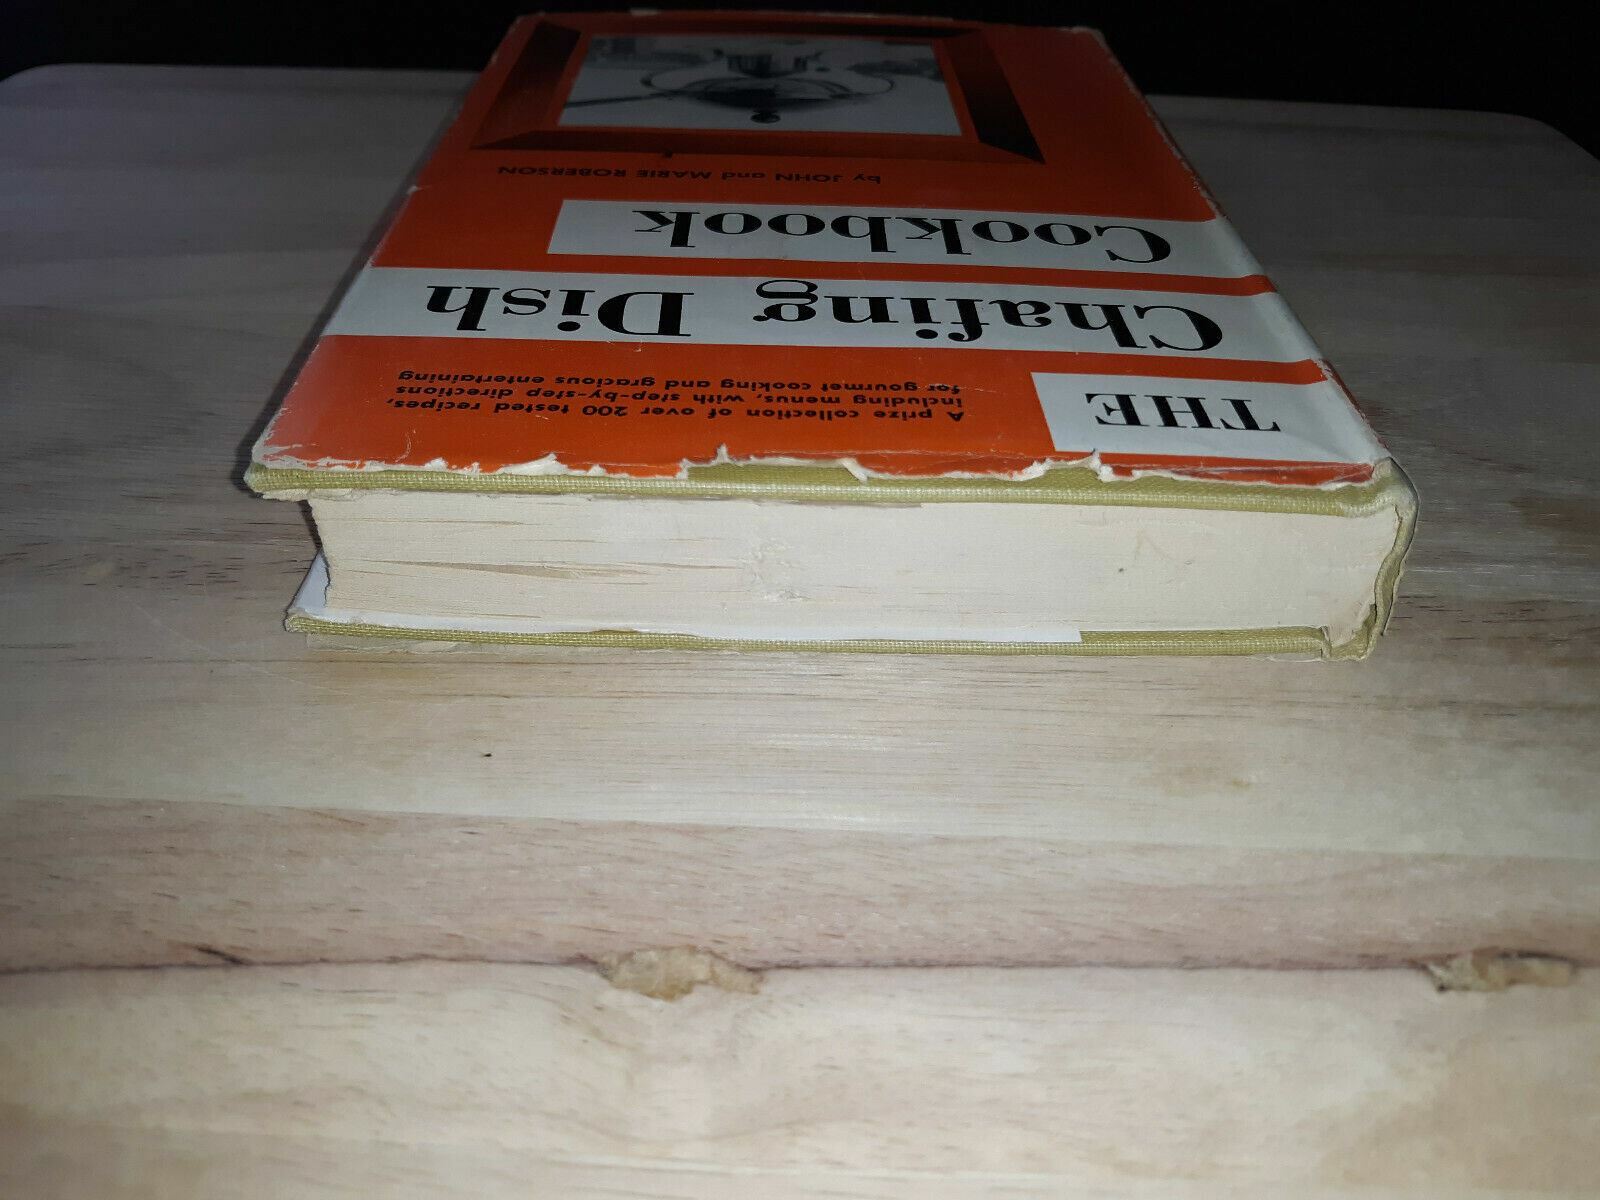 THE
A prize collection of over 200 tested recipes,
including menus, with step-by-step directions
for gourmet cooking and gracious entertaining
Chafing Dish
Cookbook
by JOHN and MARIE ROBERSON